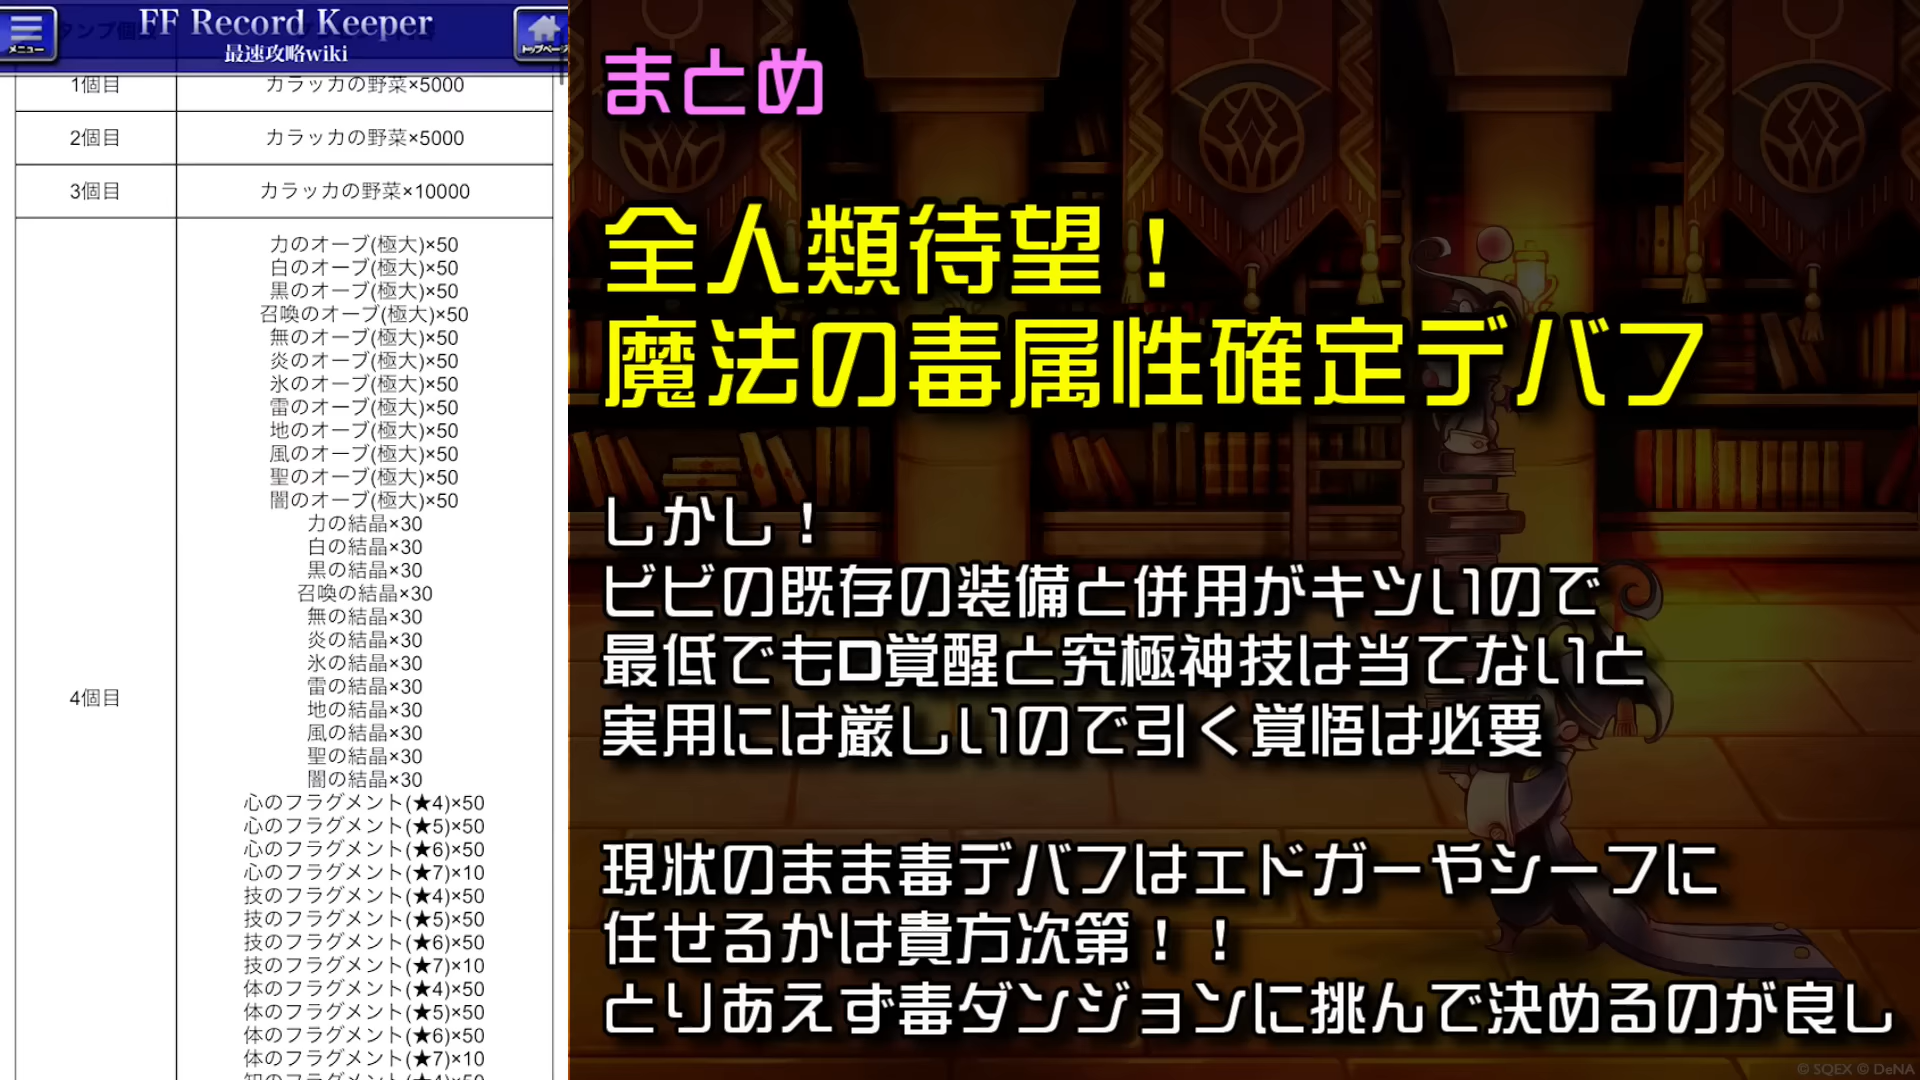 メニュー
FF Record Keeper
最速攻略wiki
トップページ
1個目 カラッカの野菜×5000
2個目 カラッカの野菜×5000
3個目 カラッカの野菜×10000
4個目
力のオーブ(極大)×50
白のオーブ(極大)×50
黒のオーブ(極大)×50
召喚のオーブ(極大)×50
無のオーブ(極大)×50
炎のオーブ(極大)×50
氷のオーブ(極大)×50
雷のオーブ(極大)×50
地のオーブ(極大)×50
風のオーブ(極大)×50
聖のオーブ(極大)×50
闇のオーブ(極大)×50
力の結晶×30
白の結晶×30
黒の結晶×30
召喚の結晶×30
無の結晶×30
炎の結晶×30
氷の結晶×30
雷の結晶×30
地の結晶×30
風の結晶×30
聖の結晶×30
闇の結晶×30
心のフラグメント(★4)×50
心のフラグメント(★5)×50
心のフラグメント(★6)×50
心のフラグメント(★7)×10
技のフラグメント(★4)×50
技のフラグメント(★5)×50
技のフラグメント(★6)×50
技のフラグメント(★7)×10
体のフラグメント(★4)×50
体のフラグメント(★5)×50
体のフラグメント(★6)×50
体のフラグメント(★7)×10
まとめ
全人類待望！
魔法の毒属性確定デバフ
しかし！
ビビの既存の装備と併用がキツいので
最低でもD覚醒と究極神技は当てないと
実用には厳しいので引く覚悟は必要
現状のまま毒デバフはエドガーやシーフに
任せるかは貴方次第！！
とりあえず毒ダンジョンに挑んで決めるのが良し
© SQEX © DeNA